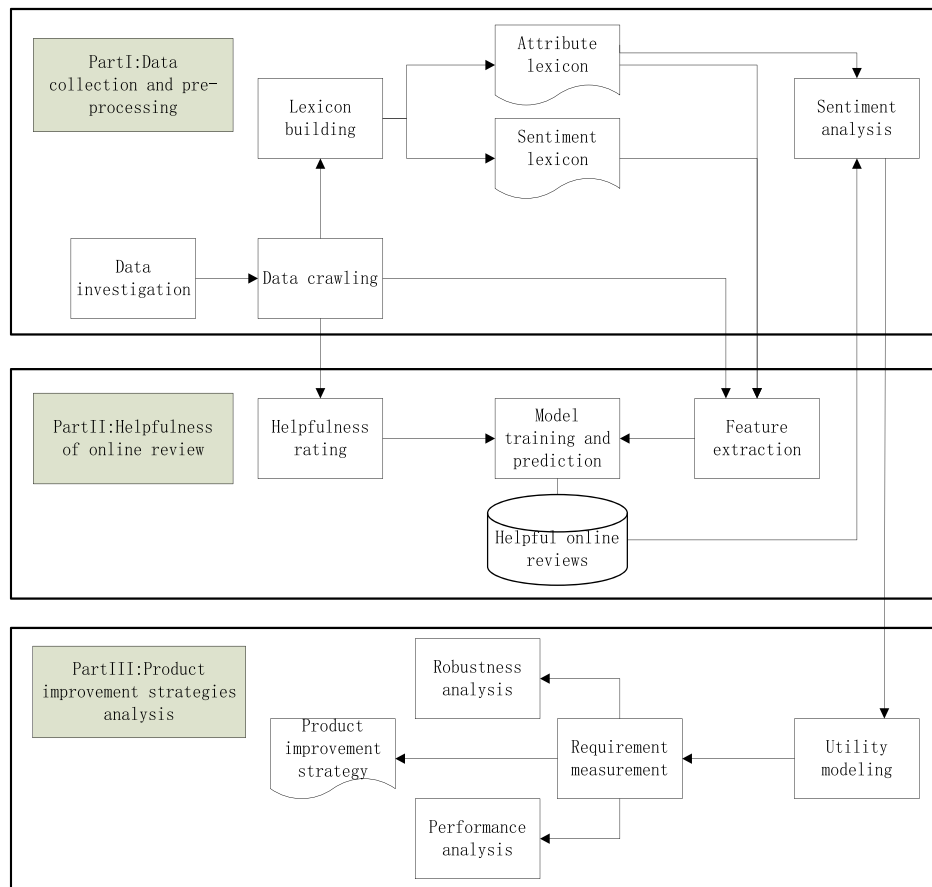 PartI:Data
collection and pre-
processing
Lexicon
building
Attribute
lexicon
Sentiment
lexicon
Sentiment
analysis
Data
investigation
Data crawling
PartII:Helpfulness
of online review
Helpfulness
rating
Model
training and
prediction
Feature
extraction
Helpful online
reviews
PartIII:Product
improvement strategies
analysis
Robustness
analysis
Product
improvement
strategy
Requirement
measurement
Utility
modeling
Performance
analysis